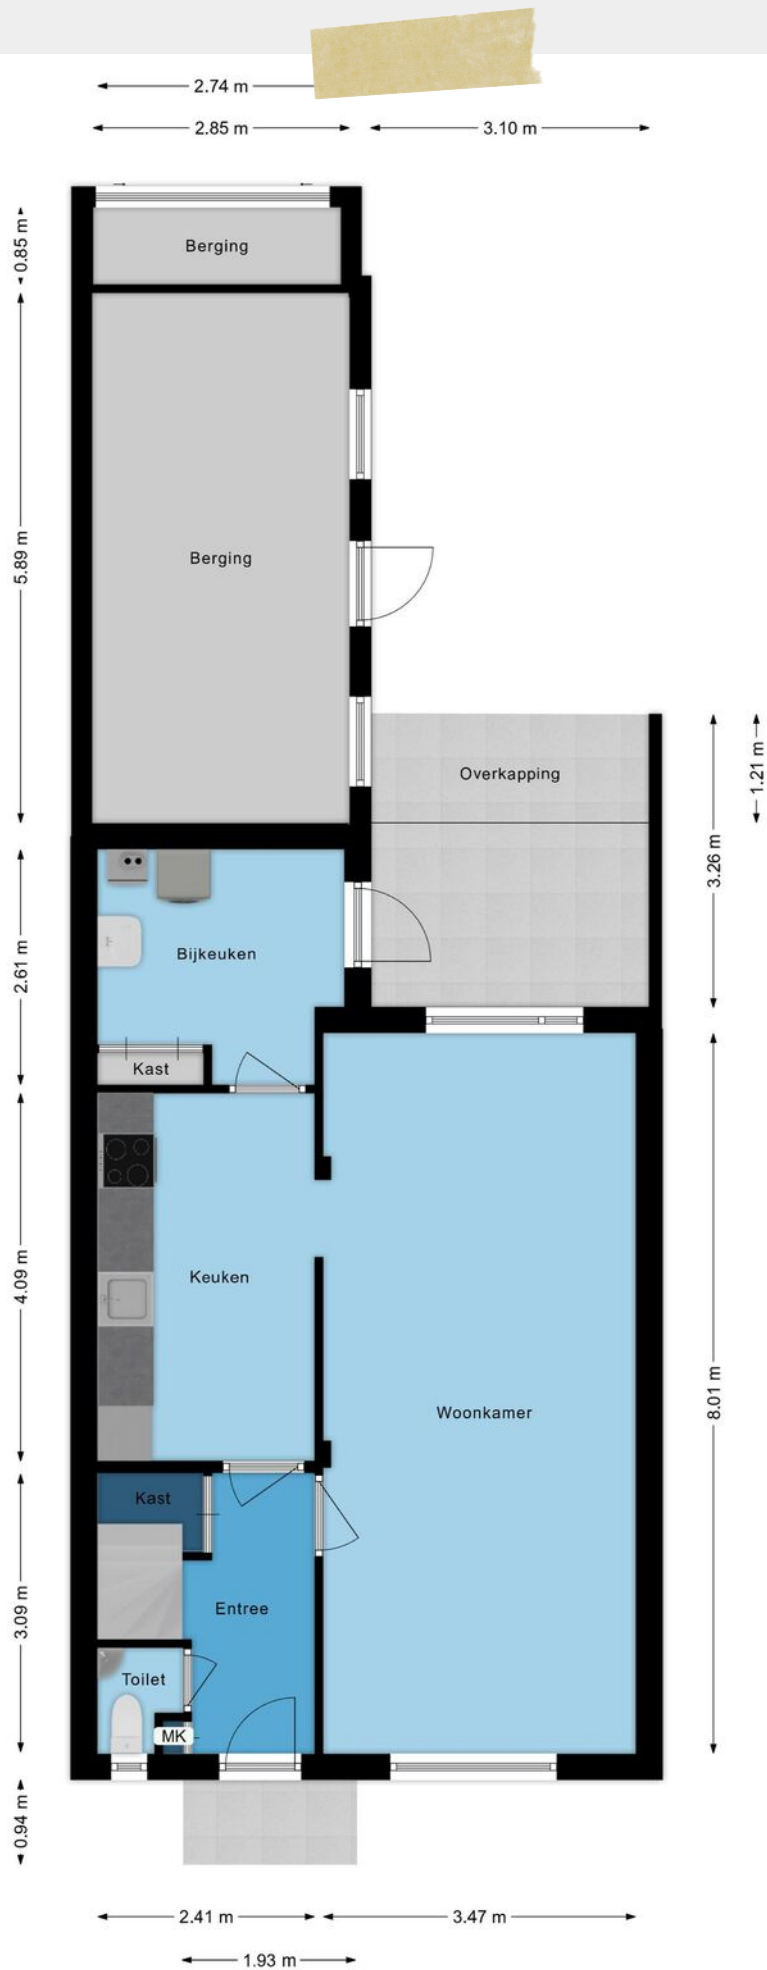 2.74 m
2.85 m
3.10 m
0.85 m
Berging
5.89 m
Berging
Overkapping
1.21 m
3.26 m
2.61 m
Bijkeuken
Kast
4.09 m
Keuken
Woonkamer
8.01 m
Kast
3.09 m
Entree
Toilet
MK
0.94 m
2.41 m
3.47 m
1.93 m